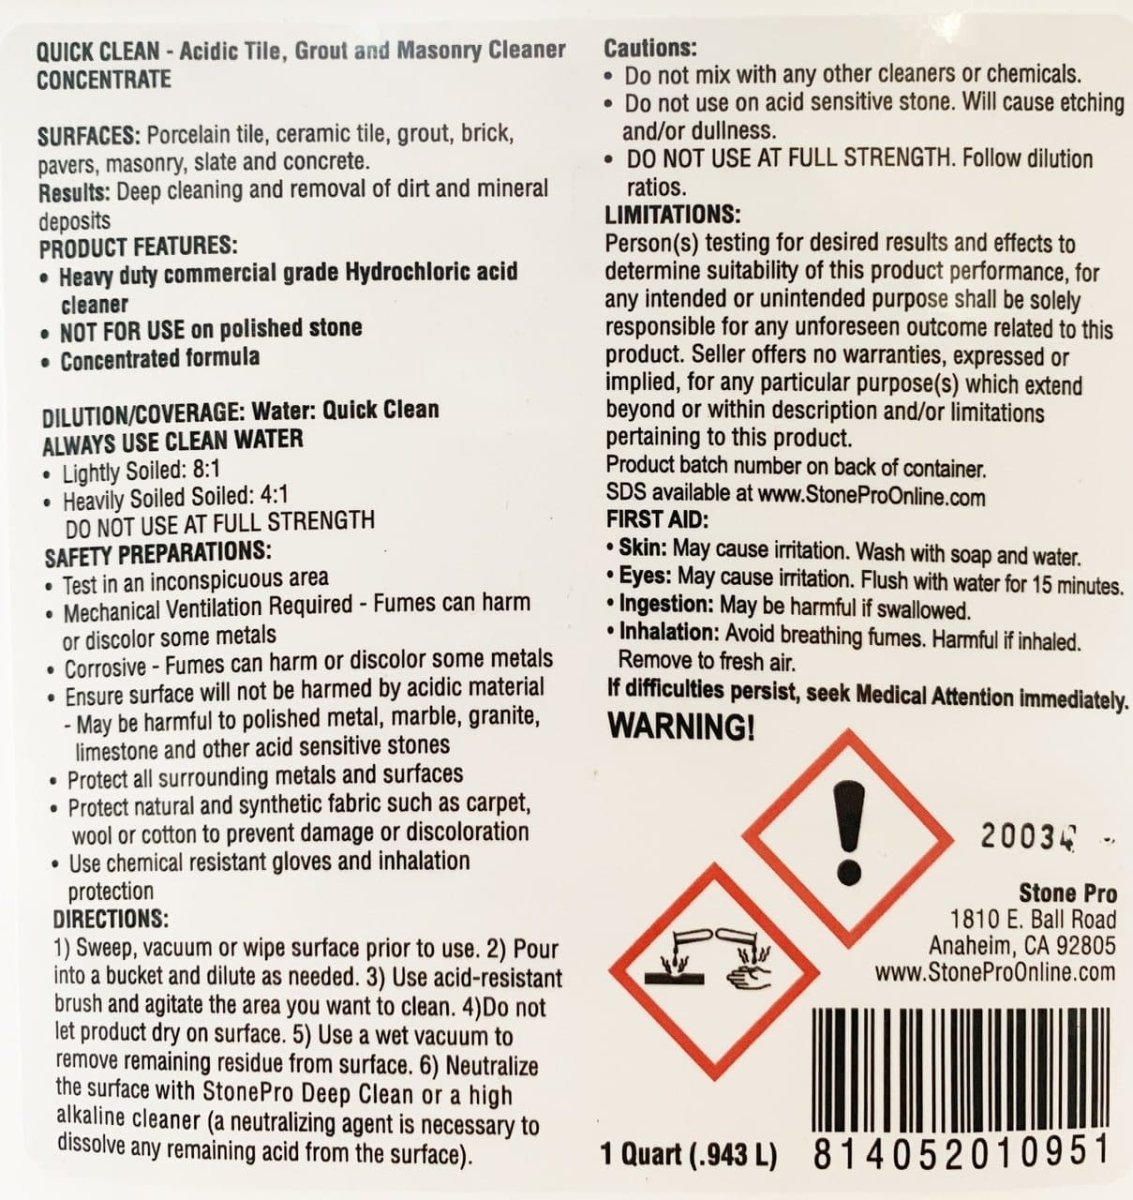 QUICK CLEAN - Acidic Tile, Grout and Masonry Cleaner
CONCENTRATE
SURFACES: Porcelain tile, ceramic tile, grout, brick,
pavers, masonry, slate and concrete.
Results: Deep cleaning and removal of dirt and mineral
deposits
PRODUCT FEATURES:
• Heavy duty commercial grade Hydrochloric acid
cleaner
• NOT FOR USE on polished stone
• Concentrated formula
DILUTION/COVERAGE: Water: Quick Clean
ALWAYS USE CLEAN WATER
• Lightly Soiled: 8:1
• Heavily Soiled Soiled: 4:1
DO NOT USE AT FULL STRENGTH
SAFETY PREPARATIONS:
• Test in an inconspicuous area
• Mechanical Ventilation Required - Fumes can harm
or discolor some metals
• Corrosive - Fumes can harm or discolor some metals
• Ensure surface will not be harmed by acidic material
- May be harmful to polished metal, marble, granite,
limestone and other acid sensitive stones
• Protect all surrounding metals and surfaces
• Protect natural and synthetic fabric such as carpet,
wool or cotton to prevent damage or discoloration
• Use chemical resistant gloves and inhalation
protection
DIRECTIONS:
1) Sweep, vacuum or wipe surface prior to use. 2) Pour
into a bucket and dilute as needed. 3) Use acid-resistant
brush and agitate the area you want to clean. 4)Do not
let product dry on surface. 5) Use a wet vacuum to
remove remaining residue from surface. 6) Neutralize
the surface with StonePro Deep Clean or a high
alkaline cleaner (a neutralizing agent is necessary to
dissolve any remaining acid from the surface).
Cautions:
• Do not mix with any other cleaners or chemicals.
• Do not use on acid sensitive stone. Will cause etching
and/or dullness.
• DO NOT USE AT FULL STRENGTH. Follow dilution
ratios.
LIMITATIONS:
Person(s) testing for desired results and effects to
determine suitability of this product performance, for
any intended or unintended purpose shall be solely
responsible for any unforeseen outcome related to this
product. Seller offers no warranties, expressed or
implied, for any particular purpose(s) which extend
beyond or within description and/or limitations
pertaining to this product.
Product batch number on back of container.
SDS available at www.StoneProOnline.com
FIRST AID:
• Skin: May cause irritation. Wash with soap and water.
• Eyes: May cause irritation. Flush with water for 15 minutes.
• Ingestion: May be harmful if swallowed.
• Inhalation: Avoid breathing fumes. Harmful if inhaled.
Remove to fresh air.
If difficulties persist, seek Medical Attention immediately.
WARNING!
Stone Pro
1810 E. Ball Road
Anaheim, CA 92805
www.StoneProOnline.com
1 Quart (.943 L)
814052010951